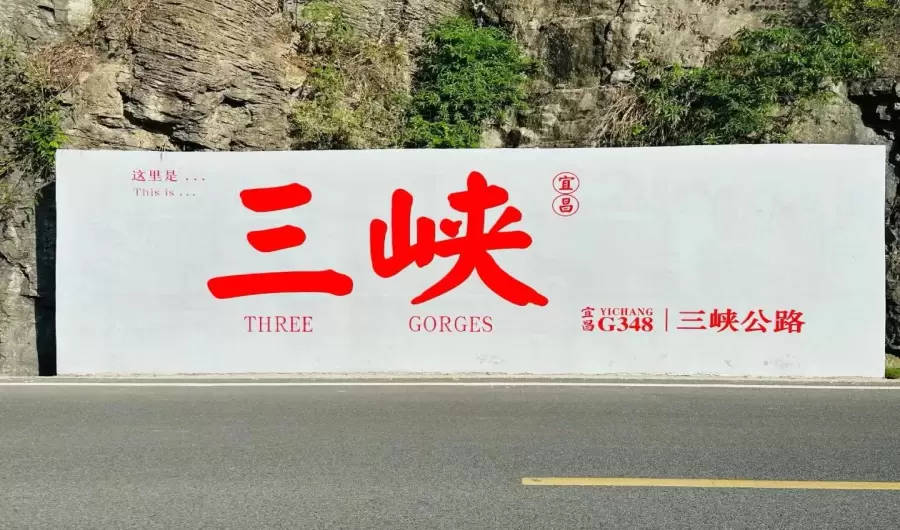 这里是...
This is...
三峡
宜昌
THREE GORGES
宜昌 YICHANG G348 | 三峡公路